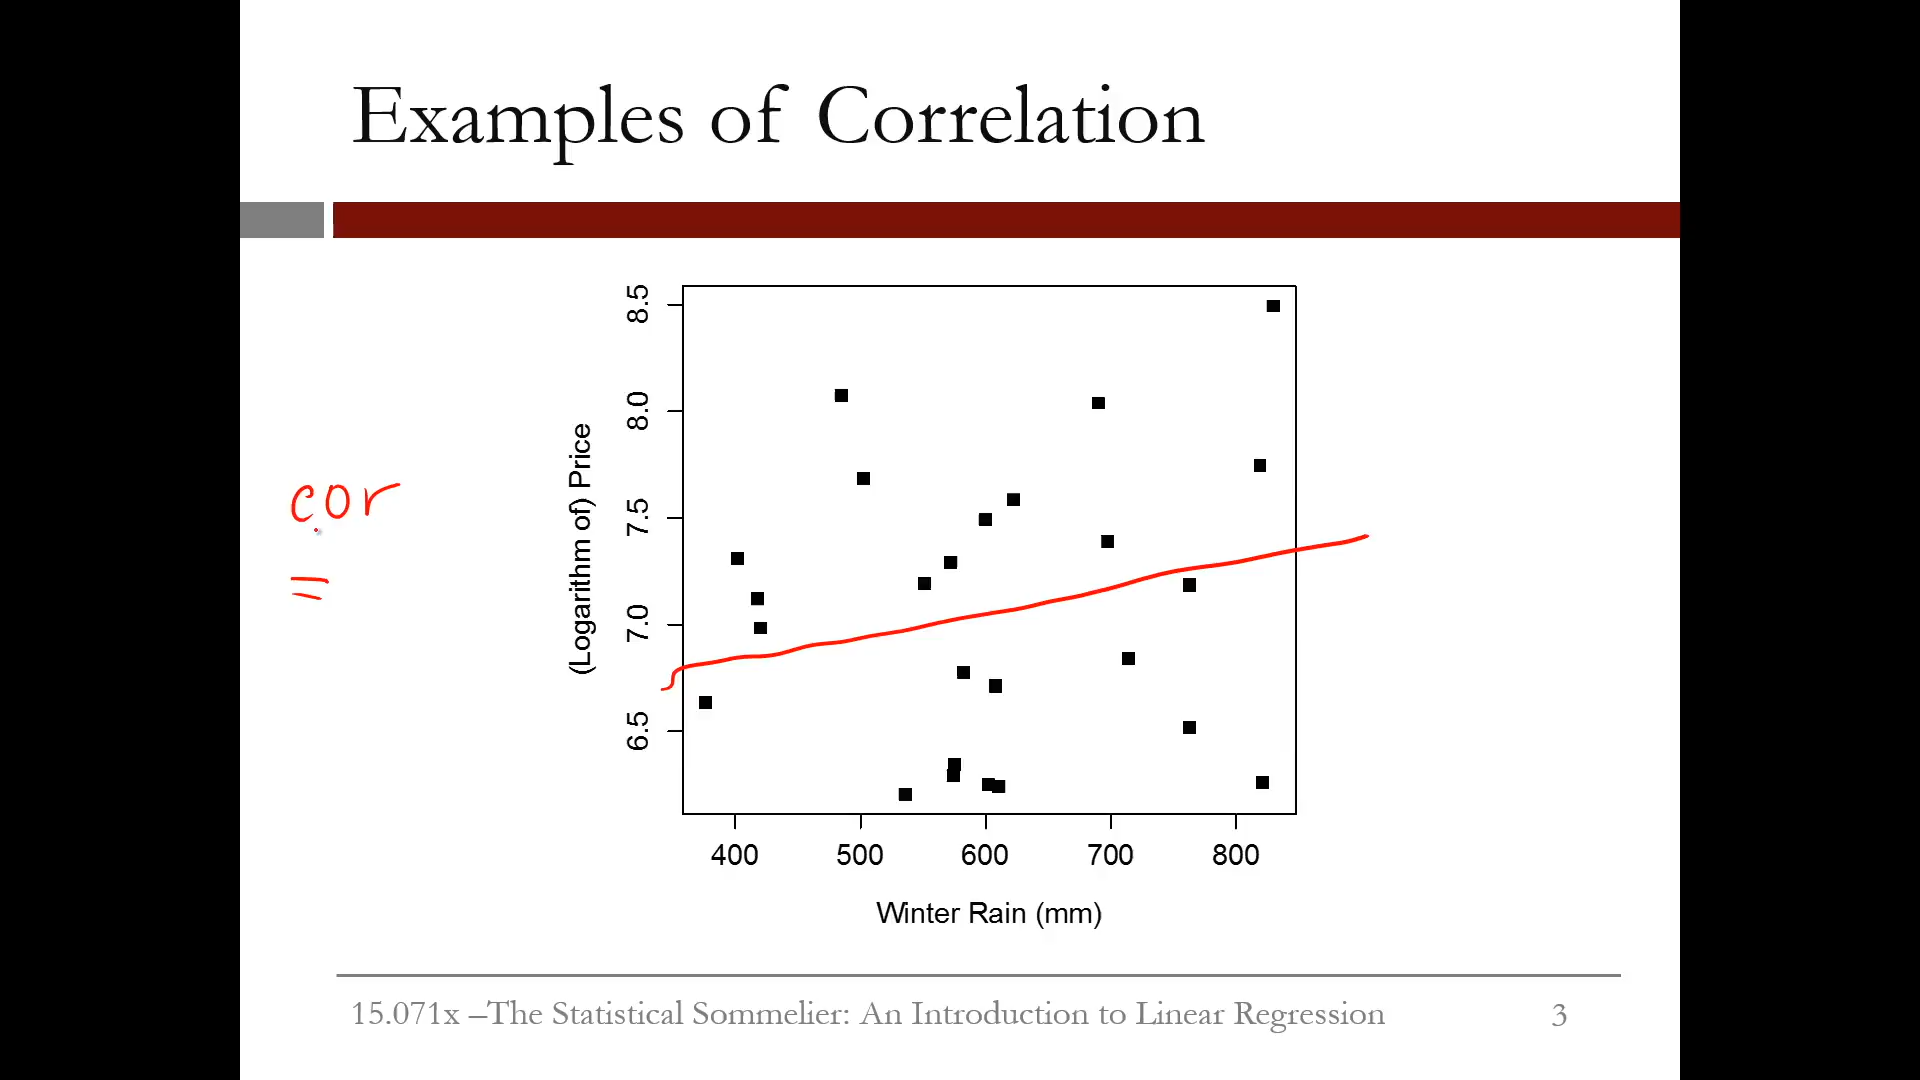 Examples of Correlation
cor
=
(Logarithm of) Price
8.5
8.0
7.5
7.0
6.5
400 500 600 700 800
Winter Rain (mm)
15.071x –The Statistical Sommelier: An Introduction to Linear Regression 3